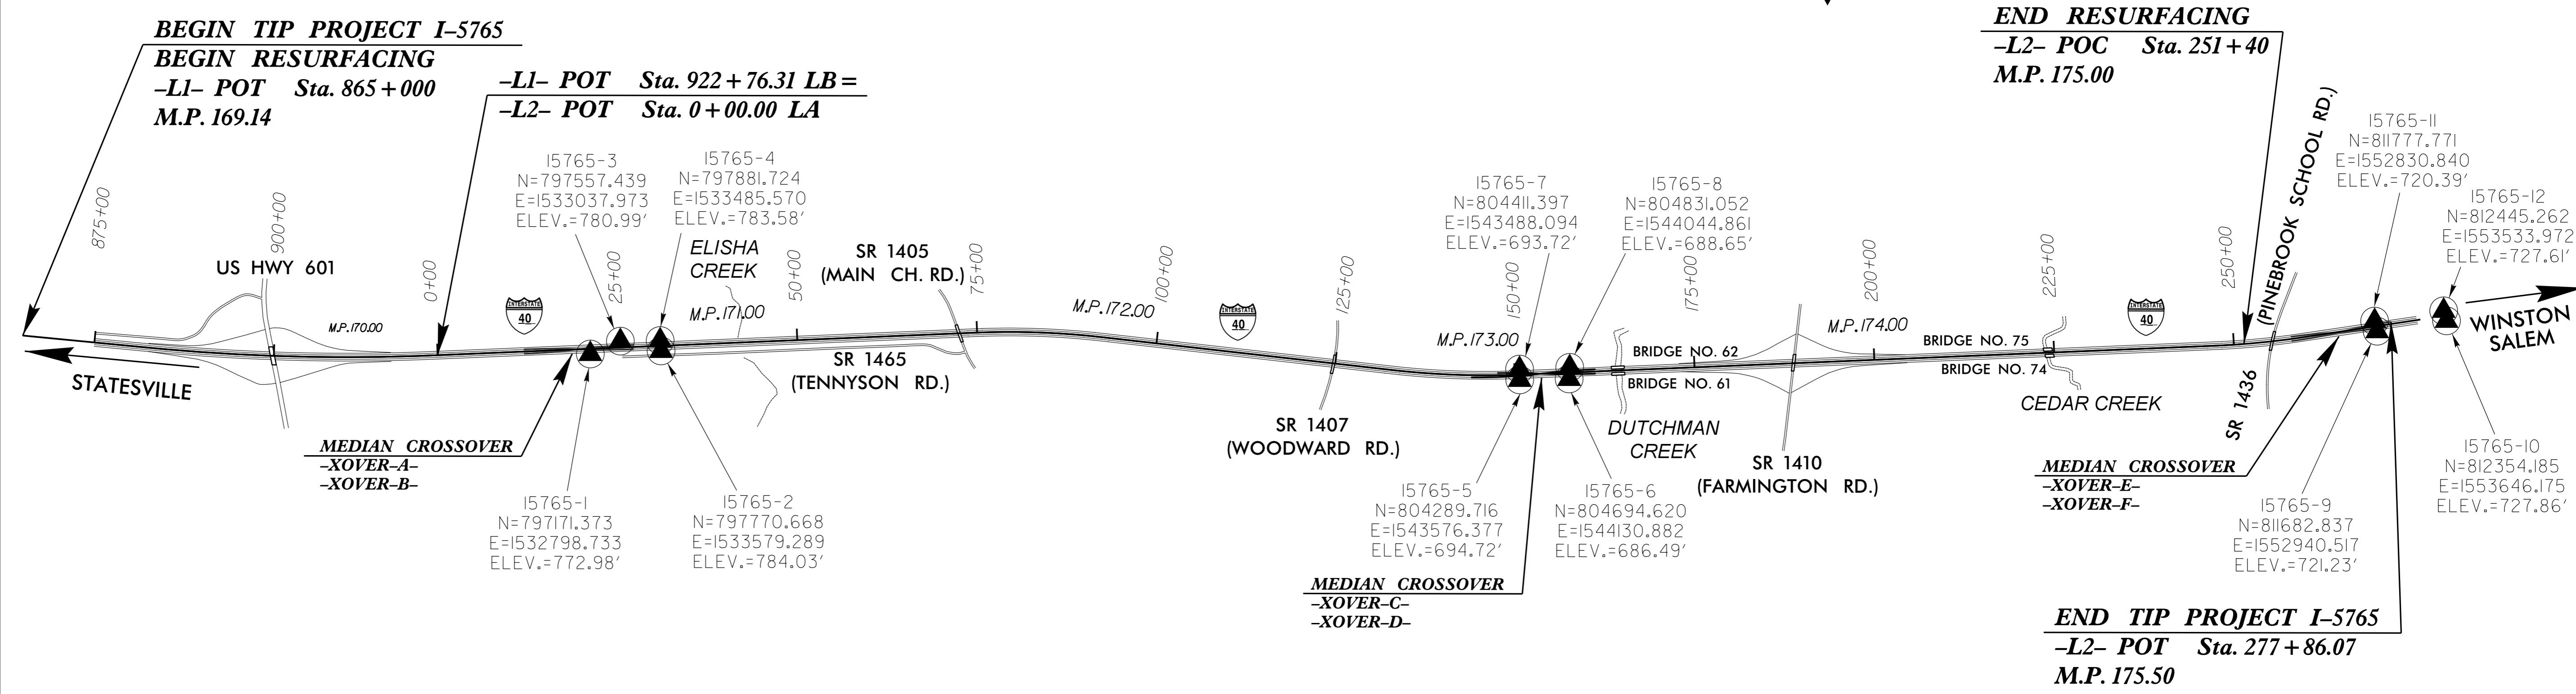 BEGIN TIP PROJECT I–5765
BEGIN RESURFACING
–L1– POT Sta. 865+000
M.P. 169.14
–L1– POT Sta. 922+76.31 LB =
–L2– POT Sta. 0+00.00 LA
END RESURFACING
–L2– POC Sta. 251+40
M.P. 175.00
I5765-3
N=797557.439
E=1533037.973
ELEV.=780.99'
I5765-4
N=797881.724
E=1533485.570
ELEV.=783.58'
I5765-7
N=804411.397
E=1543488.094
ELEV.=693.72'
I5765-8
N=804831.052
E=1544044.861
ELEV.=688.65'
I5765-11
N=811777.771
E=1552830.840
ELEV.=720.39'
I5765-12
N=812445.262
E=1553533.972
ELEV.=727.61'
875+00
900+00
0+00
25+00
50+00
75+00
100+00
125+00
150+00
175+00
200+00
225+00
250+00
US HWY 601
M.P.170.00
INTERSTATE
40
ELISHA
CREEK
M.P.171.00
SR 1405
(MAIN CH. RD.)
M.P.172.00
INTERSTATE
40
M.P.173.00
BRIDGE NO. 62
BRIDGE NO. 61
M.P.174.00
BRIDGE NO. 75
BRIDGE NO. 74
INTERSTATE
40
SR 1436
(PINEBROOK SCHOOL RD.)
WINSTON
SALEM
STATESVILLE
SR 1465
(TENNYSON RD.)
SR 1407
(WOODWARD RD.)
DUTCHMAN
CREEK
SR 1410
(FARMINGTON RD.)
CEDAR CREEK
MEDIAN CROSSOVER
–XOVER–A–
–XOVER–B–
I5765-1
N=797171.373
E=1532798.733
ELEV.=772.98'
I5765-2
N=797770.668
E=1533579.289
ELEV.=784.03'
I5765-5
N=804289.716
E=1543576.377
ELEV.=694.72'
I5765-6
N=804694.620
E=1544130.882
ELEV.=686.49'
MEDIAN CROSSOVER
–XOVER–C–
–XOVER–D–
MEDIAN CROSSOVER
–XOVER–E–
–XOVER–F–
I5765-9
N=811682.837
E=1552940.517
ELEV.=721.23'
I5765-10
N=812354.185
E=1553646.175
ELEV.=727.86'
END TIP PROJECT I–5765
–L2– POT Sta. 277+86.07
M.P. 175.50